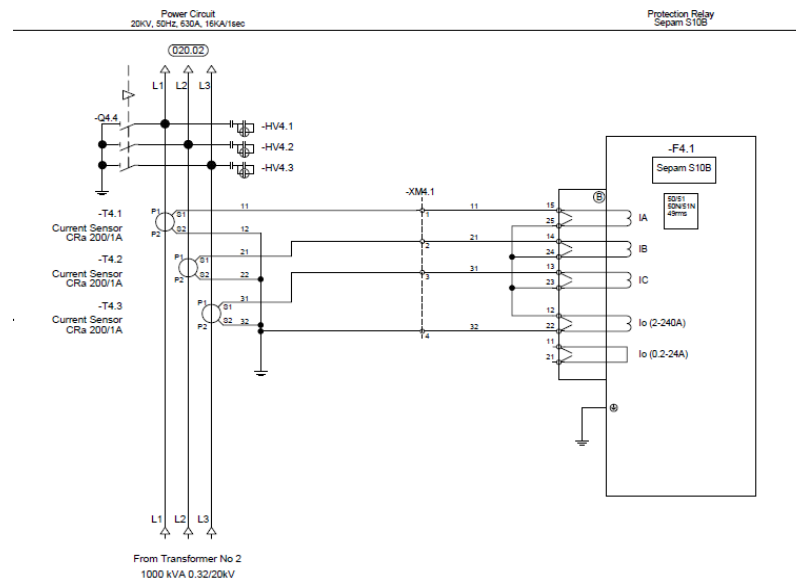 Power Circuit
20KV, 50Hz, 630A, 16KA/1sec
Protection Relay
Sepam S10B
020.02
L1 L2 L3
-Q4.4
-HV4.1
-HV4.2
-HV4.3
-F4.1
Sepam S10B
50/51
50N/51N
49rms
-XM4.1
B
-T4.1
Current Sensor
CRa 200/1A
P1 S1 11
P2 S2 12
1 11 15
25
IA
-T4.2
Current Sensor
CRa 200/1A
P1 S1 21
P2 S2 22
2 21 14
24
IB
-T4.3
Current Sensor
CRa 200/1A
P1 S1 31
P2 S2 32
3 31 13
23
IC
12
4 32 22
Io (2-240A)
11
21
Io (0.2-24A)
L1 L2 L3
From Transformer No 2
1000 kVA 0.32/20kV